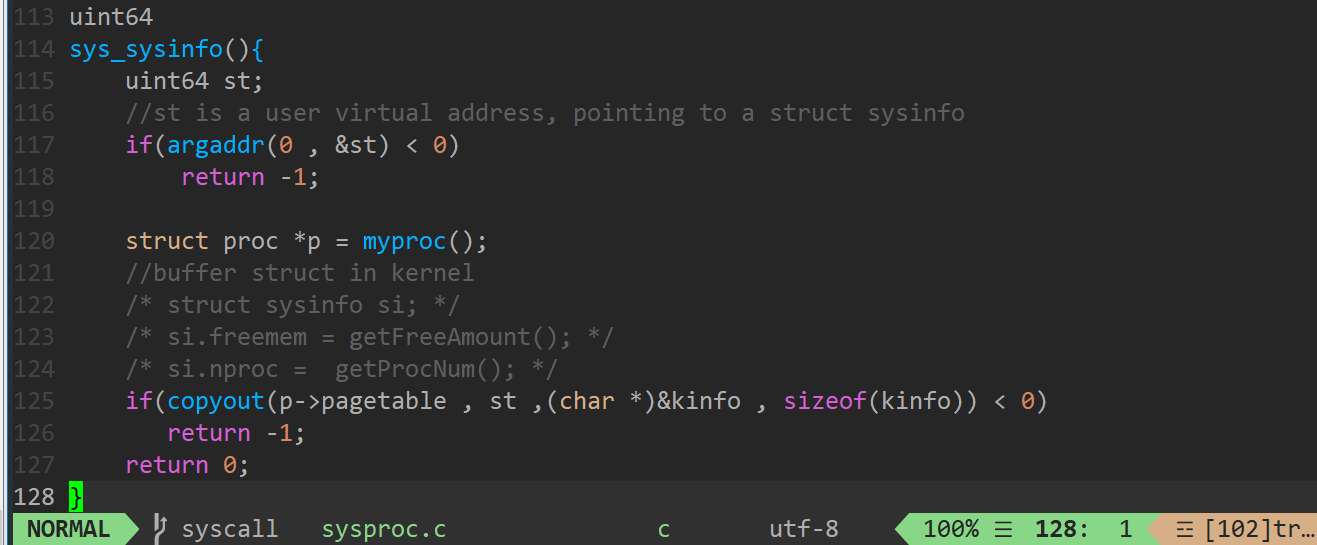 113 uint64
114 sys_sysinfo(){
115     uint64 st;
116     //st is a user virtual address, pointing to a struct sysinfo
117     if(argaddr(0 , &st) < 0)
118         return -1;
119
120     struct proc *p = myproc();
121     //buffer struct in kernel
122     /* struct sysinfo si; */
123     /* si.freemem = getFreeAmount(); */
124     /* si.nproc =  getProcNum(); */
125     if(copyout(p->pagetable , st ,(char *)&kinfo , sizeof(kinfo)) < 0)
126        return -1;
127     return 0;
128 }
NORMAL syscall sysproc.c c utf-8 100% ☰ 128: 1 ☲ [102]tr…